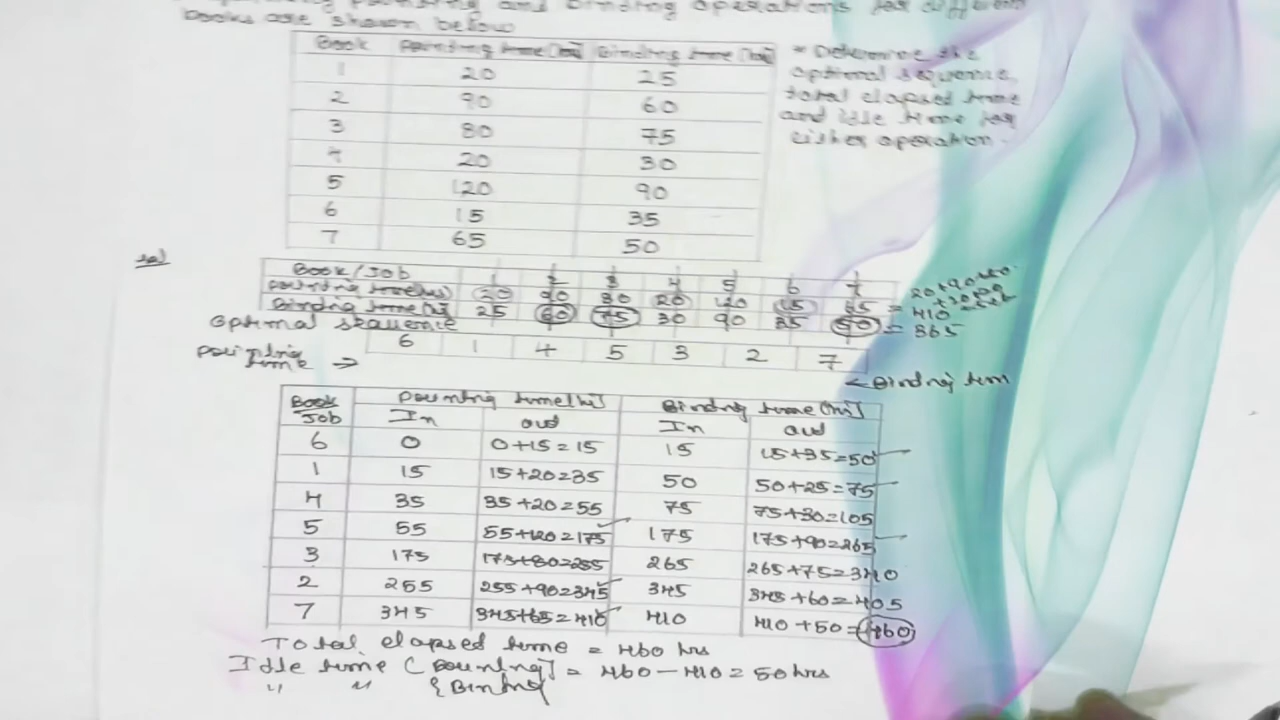 and binding operations for
books are shown below
Book Printing time (hr) Binding time (hr)
1 20 25
2 90 60
3 80 75
4 20 30
5 120 90
6 15 35
7 65 50
* Determine the
optimal sequence,
total elapsed time
and idle time for
either operation.
Book/Job 1 2 3 4 5 6 7
Printing time (hrs) 20 90 80 20 120 15 65 = 410
Binding time (hr) 25 60 75 30 90 35 50 = 365
Optimal sequence
6 1 4 5 3 2 7
Printing time → ← Binding time
Book Job Printing time (hr) Binding time (hr)
In out In out
6 0 0+15=15 15 15+35=50
1 15 15+20=35 50 50+25=75
4 35 35+20=55 75 75+30=105
5 55 55+120=175 175 175+90=265
3 175 175+80=255 265 265+75=340
2 255 255+90=345 345 345+60=405
7 345 345+65=410 410 410+50=460
Total elapsed time = 460 hrs
Idle time (Printing) = 460-410=50 hrs
" " {Binding